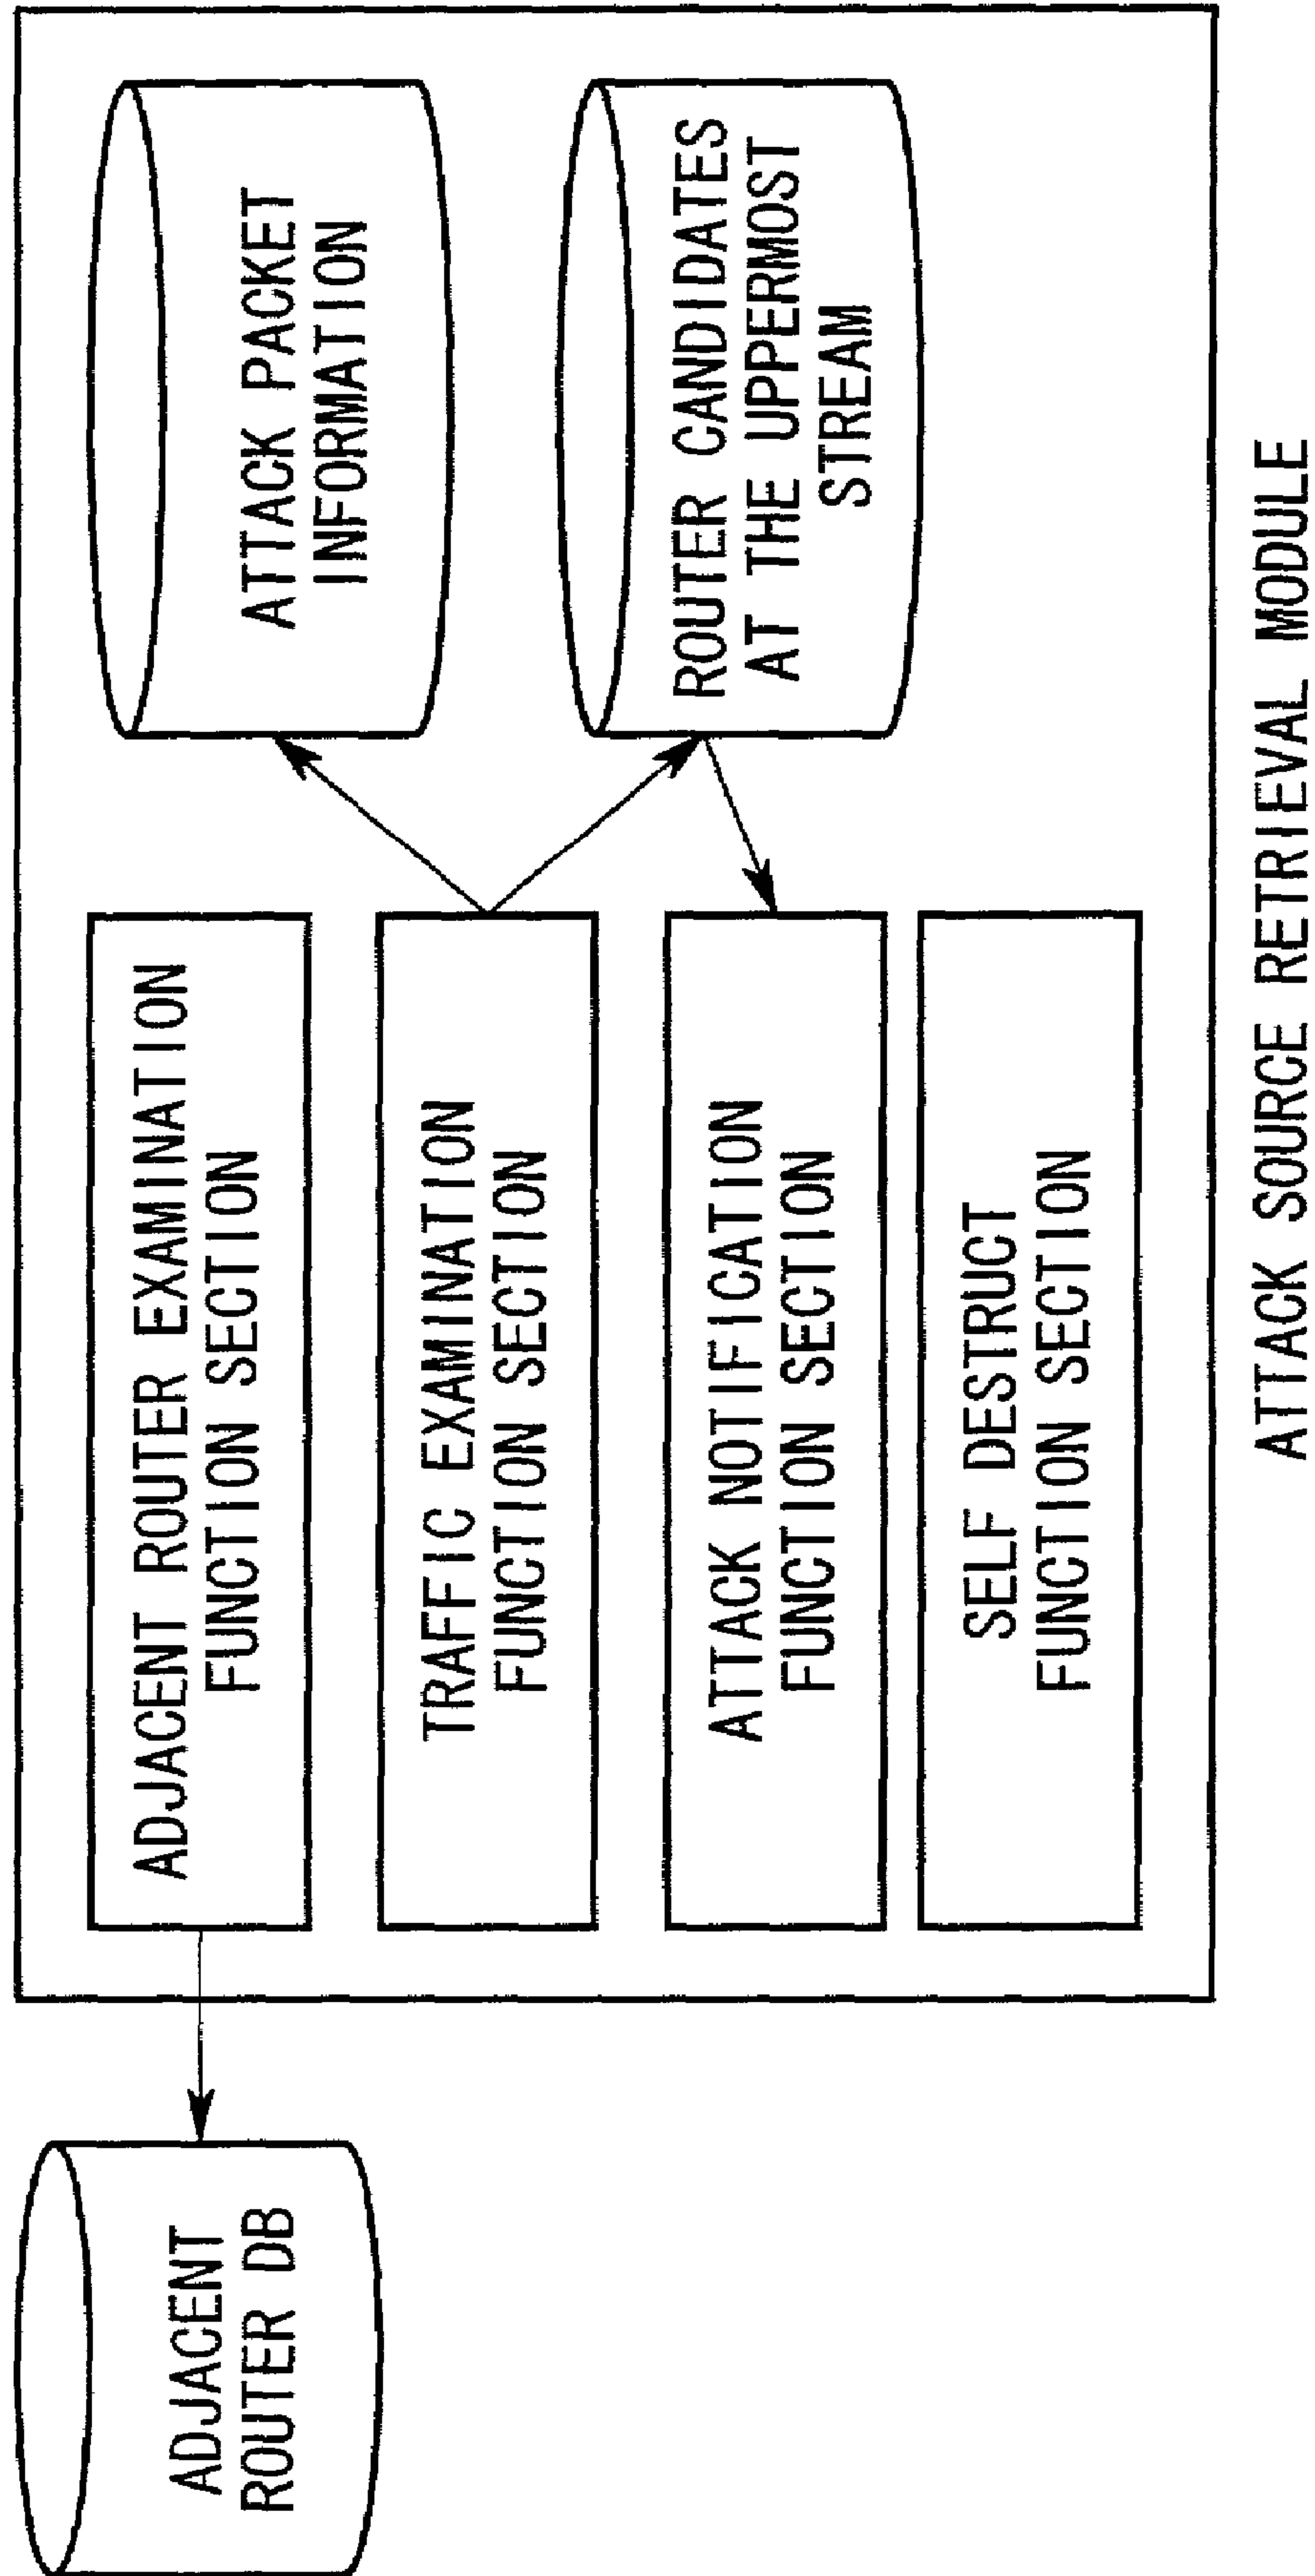 ADJACENT
ROUTER DB
ADJACENT ROUTER EXAMINATION
FUNCTION SECTION
TRAFFIC EXAMINATION
FUNCTION SECTION
ATTACK NOTIFICATION
FUNCTION SECTION
SELF DESTRUCT
FUNCTION SECTION
ATTACK PACKET
INFORMATION
ROUTER CANDIDATES
AT THE UPPERMOST
STREAM
ATTACK SOURCE RETRIEVAL MODULE